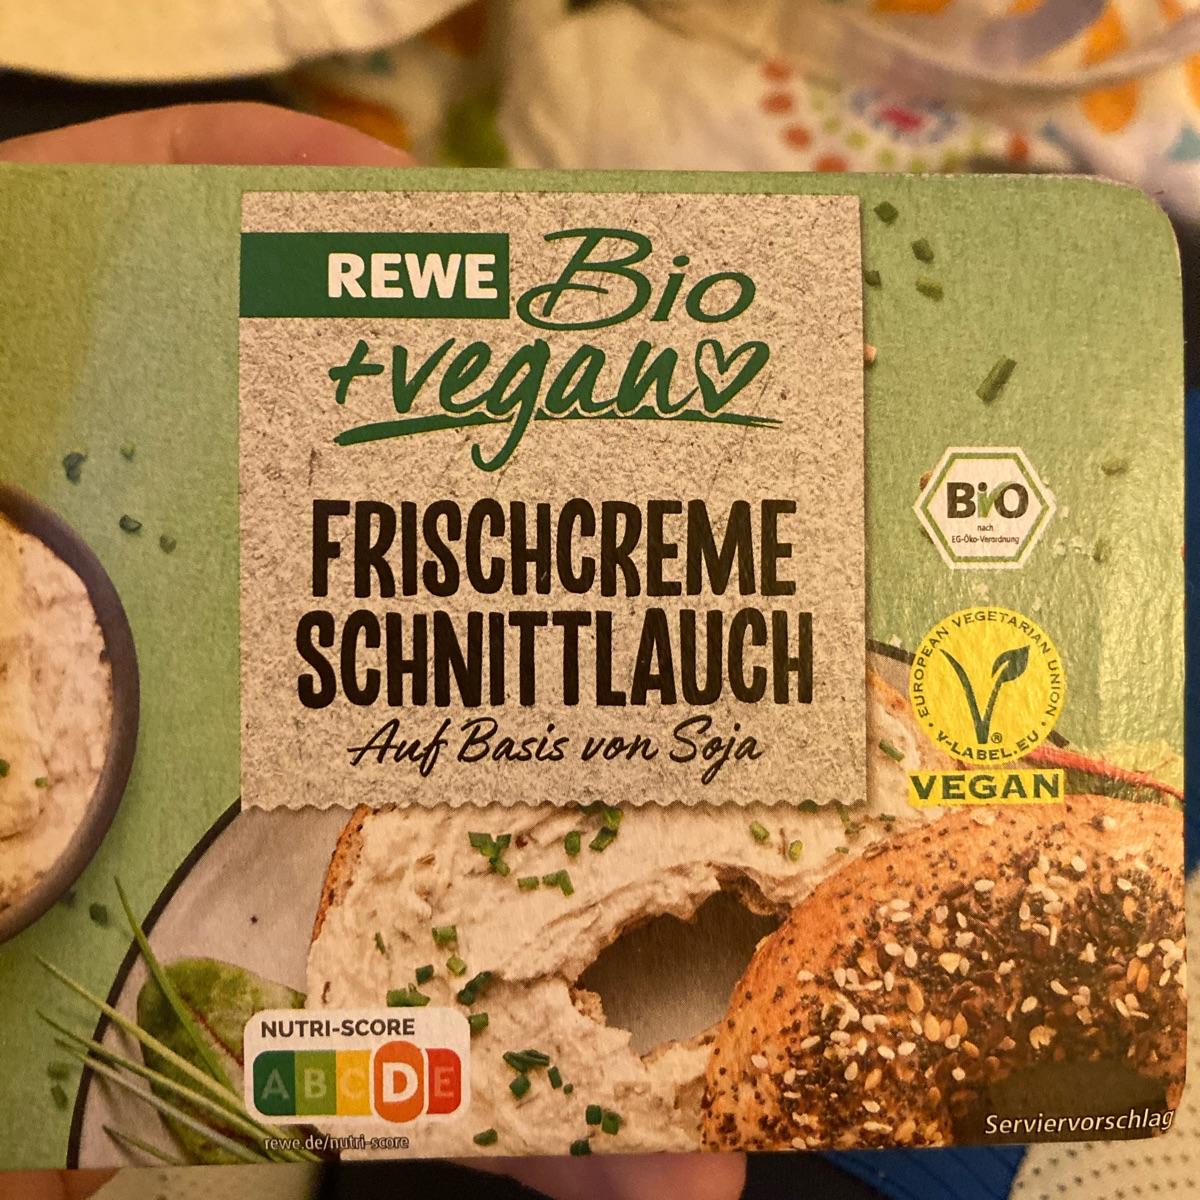 REWE Bio
+vegan
FRISCHCREME
SCHNITTLAUCH
Auf Basis von Soja
BIO
nach
EG-Öko-Verordnung
EUROPEAN VEGETARIAN UNION
V-LABEL.EU
®
VEGAN
NUTRI-SCORE
A B C D E
rewe.de/nutri-score
Serviervorschlag